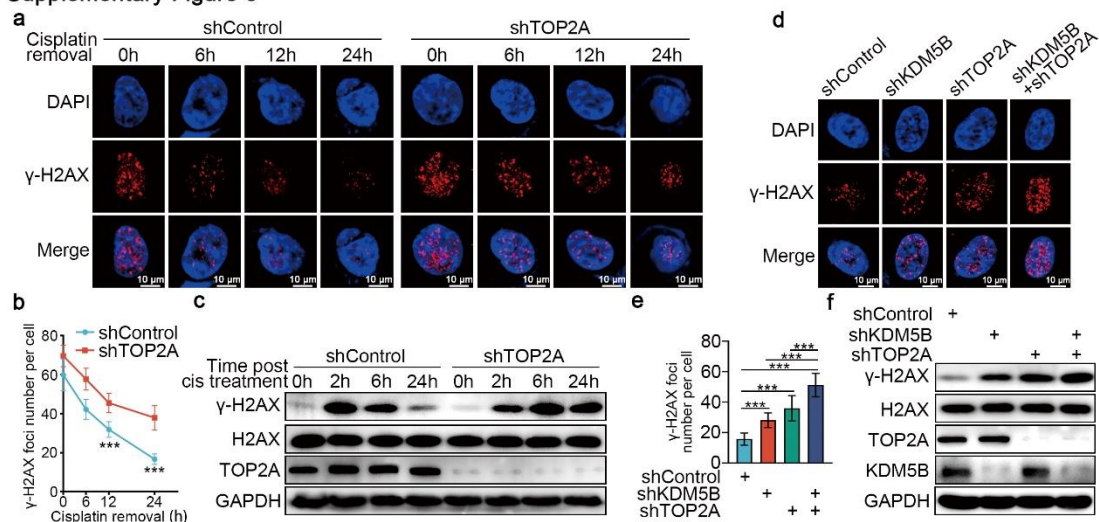 a
shControl
shTOP2A
Cisplatin removal
0h 6h 12h 24h 0h 6h 12h 24h
DAPI
γ-H2AX
Merge
10 μm 10 μm 10 μm 10 μm 10 μm 10 μm 10 μm 10 μm
d
shControl
shKDM5B
shTOP2A
shKDM5B
+shTOP2A
DAPI
γ-H2AX
Merge
10 μm 10 μm 10 μm 10 μm
b
shControl
shTOP2A
γ-H2AX foci number per cell
80
60
40
20
0
*** ***
0 6 12 24
Cisplatin removal (h)
c
shControl shTOP2A
Time post
cis treatment
0h 2h 6h 24h 0h 2h 6h 24h
γ-H2AX
H2AX
TOP2A
GAPDH
e
γ-H2AX foci
number per cell
80
60
40
20
0
***
***
***
***
***
shControl +
shKDM5B + +
shTOP2A + +
f
shControl +
shKDM5B + +
shTOP2A + +
γ-H2AX
H2AX
TOP2A
KDM5B
GAPDH